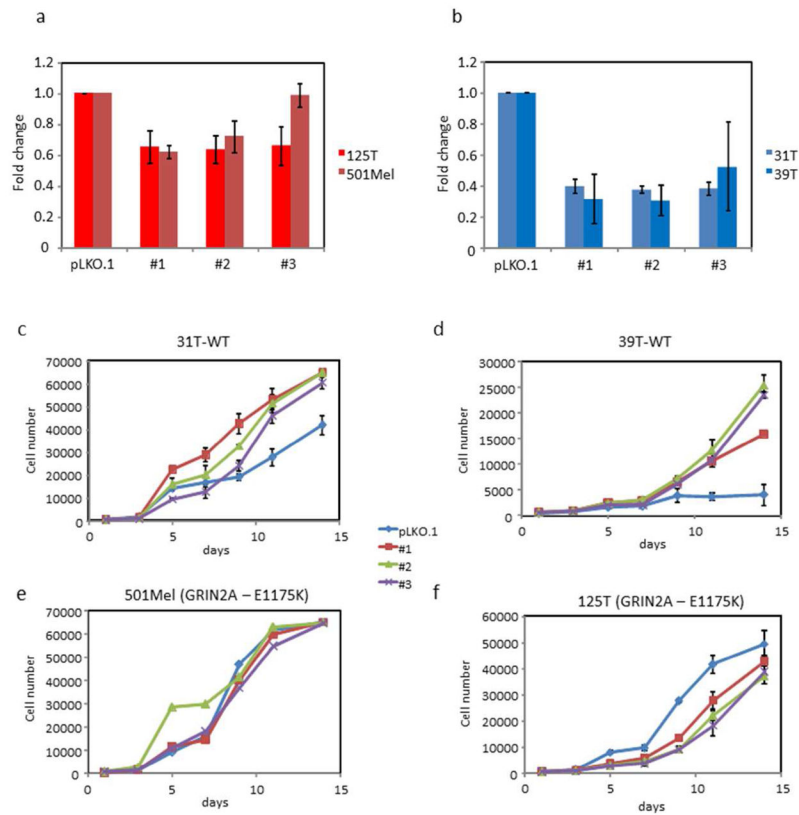 a
1.2
1.0
0.8
0.6
0.4
0.2
0
Fold change
pLKO.1
#1
#2
#3
125T
501Mel
b
1.2
1.0
0.8
0.6
0.4
0.2
0
Fold change
pLKO.1
#1
#2
#3
31T
39T
c
31T-WT
70000
60000
50000
40000
30000
20000
10000
0
Cell number
0
5
10
15
days
d
39T-WT
30000
25000
20000
15000
10000
5000
0
Cell number
0
5
10
15
days
pLKO.1
#1
#2
#3
e
501Mel (GRIN2A – E1175K)
70000
60000
50000
40000
30000
20000
10000
0
Cell number
0
5
10
15
days
f
125T (GRIN2A – E1175K)
60000
50000
40000
30000
20000
10000
0
Cell number
0
5
10
15
days